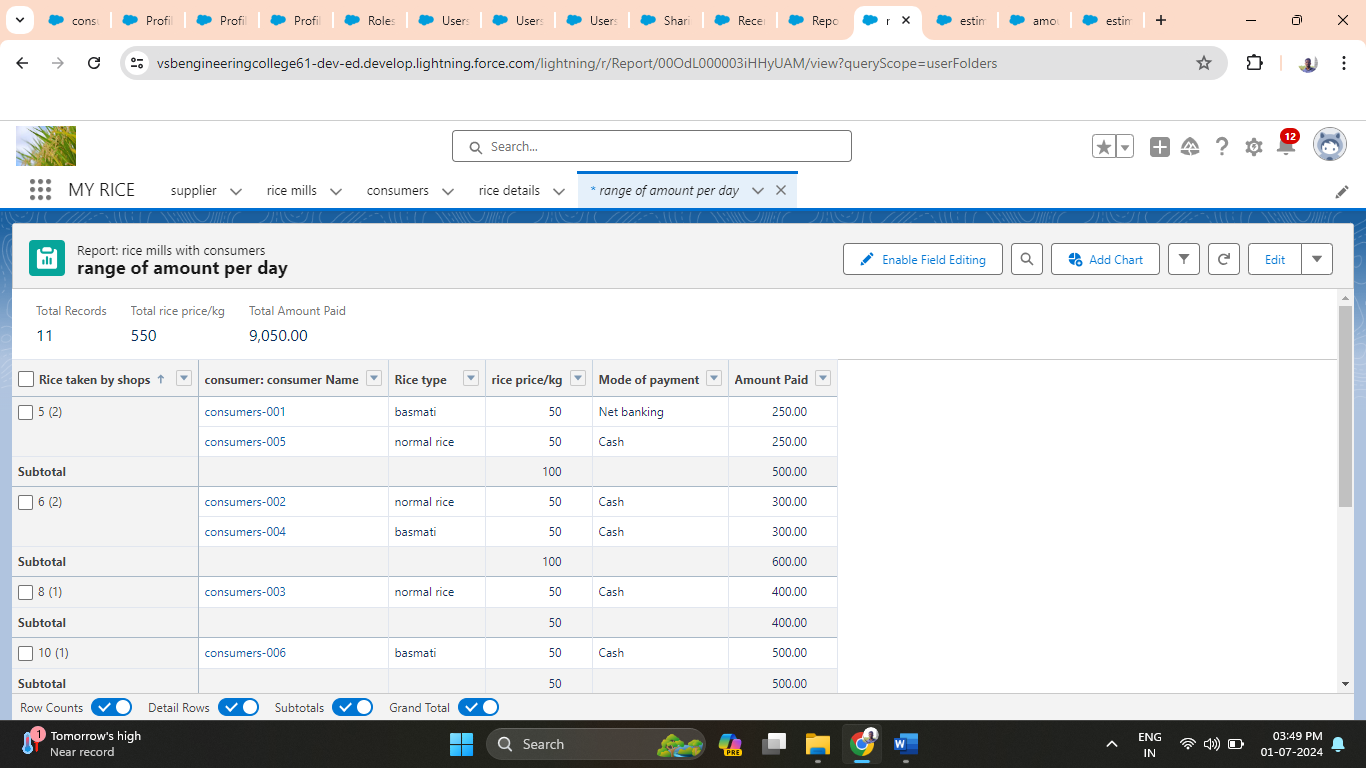 consu
Profil
Profil
Profil
Roles
Users
Users
Users
Shari
Recer
Repo
r
estim
amou
estim
vsbengineeringcollege61-dev-ed.develop.lightning.force.com/lightning/r/Report/00OdL000003iHHyUAM/view?queryScope=userFolders
Search...
12
MY RICE
supplier
rice mills
consumers
rice details
* range of amount per day
Report: rice mills with consumers
range of amount per day
Enable Field Editing
Add Chart
Edit
Total Records Total rice price/kg Total Amount Paid
11 550 9,050.00
Rice taken by shops ↑ consumer: consumer Name Rice type rice price/kg Mode of payment Amount Paid
5 (2) consumers-001 basmati 50 Net banking 250.00
consumers-005 normal rice 50 Cash 250.00
Subtotal 100 500.00
6 (2) consumers-002 normal rice 50 Cash 300.00
consumers-004 basmati 50 Cash 300.00
Subtotal 100 600.00
8 (1) consumers-003 normal rice 50 Cash 400.00
Subtotal 50 400.00
10 (1) consumers-006 basmati 50 Cash 500.00
Subtotal 50 500.00
Row Counts Detail Rows Subtotals Grand Total
1
Tomorrow's high
Near record
Search
PRE
ENG
IN
03:49 PM
01-07-2024